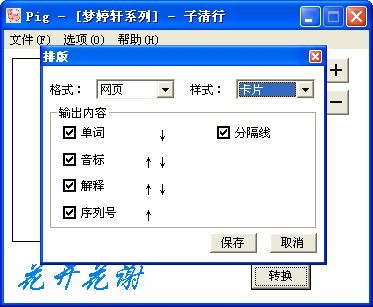 Pig - [梦婷轩系列] - 子清行
文件(F) 选项(O) 帮助(H)
排版
格式： 网页 样式： 卡片
输出内容
单词 ↓ 分隔线
音标 ↑ ↓
解释 ↑ ↓
序列号 ↑
保存 取消
花开花谢 转换
+
-